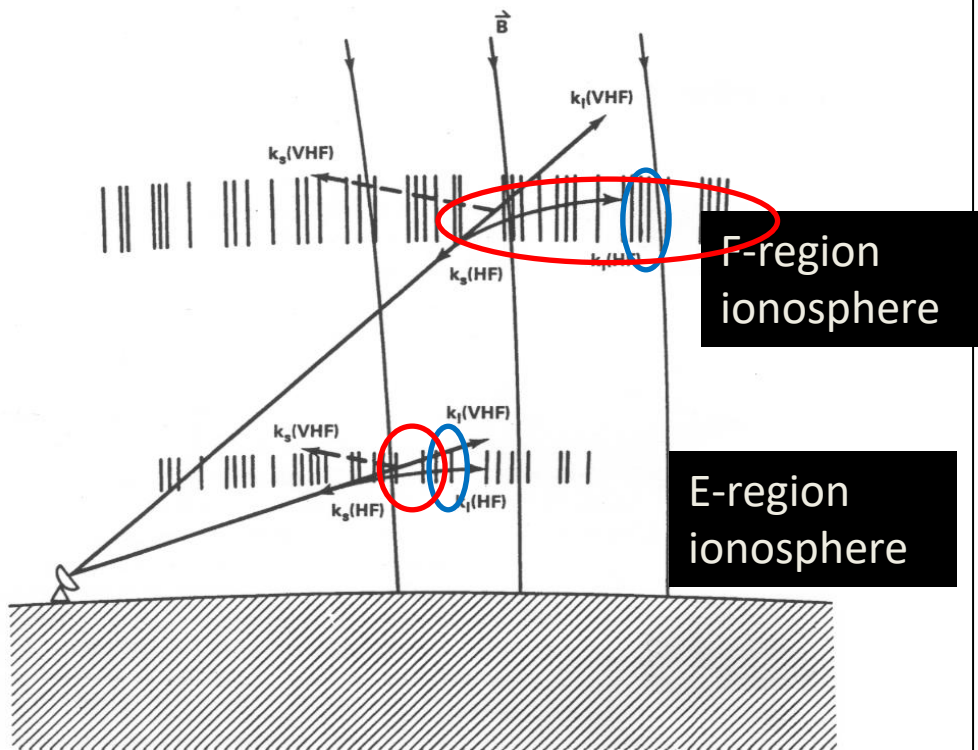 B
kI(VHF)
ks(VHF)
ks(HF)
kI(HF)
F-region
ionosphere
kI(VHF)
ks(VHF)
ks(HF)
kI(HF)
E-region
ionosphere